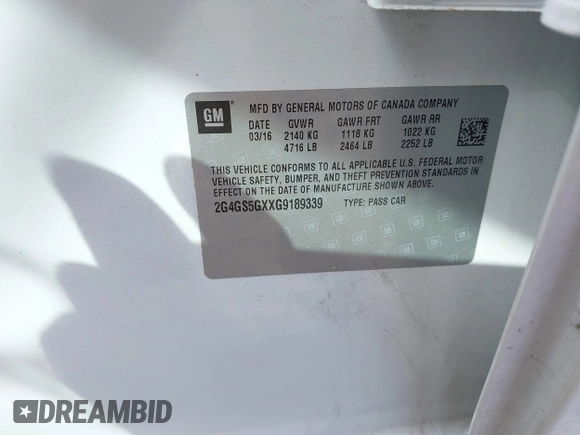 GM
MFD BY GENERAL MOTORS OF CANADA COMPANY
DATE GVWR GAWR FRT GAWR RR
03/16 2140 KG 1118 KG 1022 KG
4716 LB 2464 LB 2252 LB
THIS VEHICLE CONFORMS TO ALL APPLICABLE U.S. FEDERAL MOTOR
VEHICLE SAFETY, BUMPER, AND THEFT PREVENTION STANDARDS IN
EFFECT ON THE DATE OF MANUFACTURE SHOWN ABOVE.
2G4GS5GXXG9189339 TYPE: PASS CAR
DREAMBID